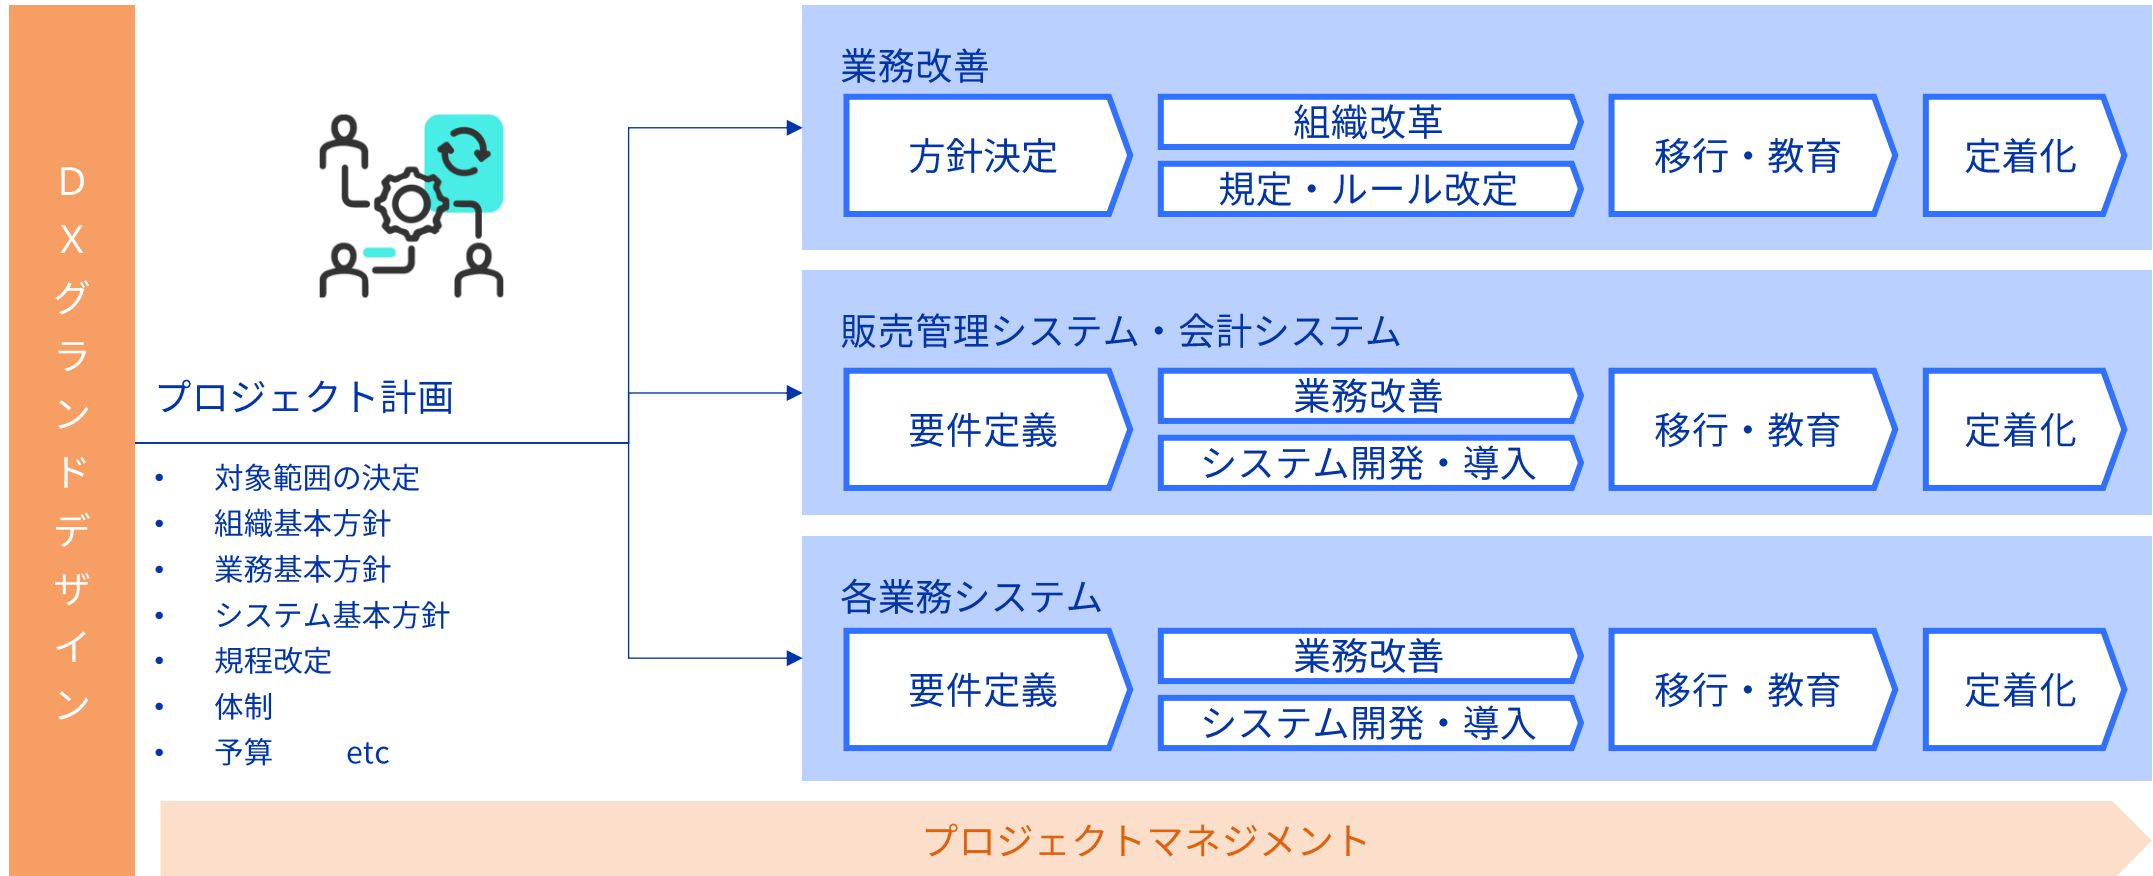 DXグランドデザイン
プロジェクト計画
• 対象範囲の決定
• 組織基本方針
• 業務基本方針
• システム基本方針
• 規程改定
• 体制
• 予算 etc
業務改善
方針決定
組織改革
規定・ルール改定
移行・教育
定着化
販売管理システム・会計システム
要件定義
業務改善
システム開発・導入
移行・教育
定着化
各業務システム
要件定義
業務改善
システム開発・導入
移行・教育
定着化
プロジェクトマネジメント